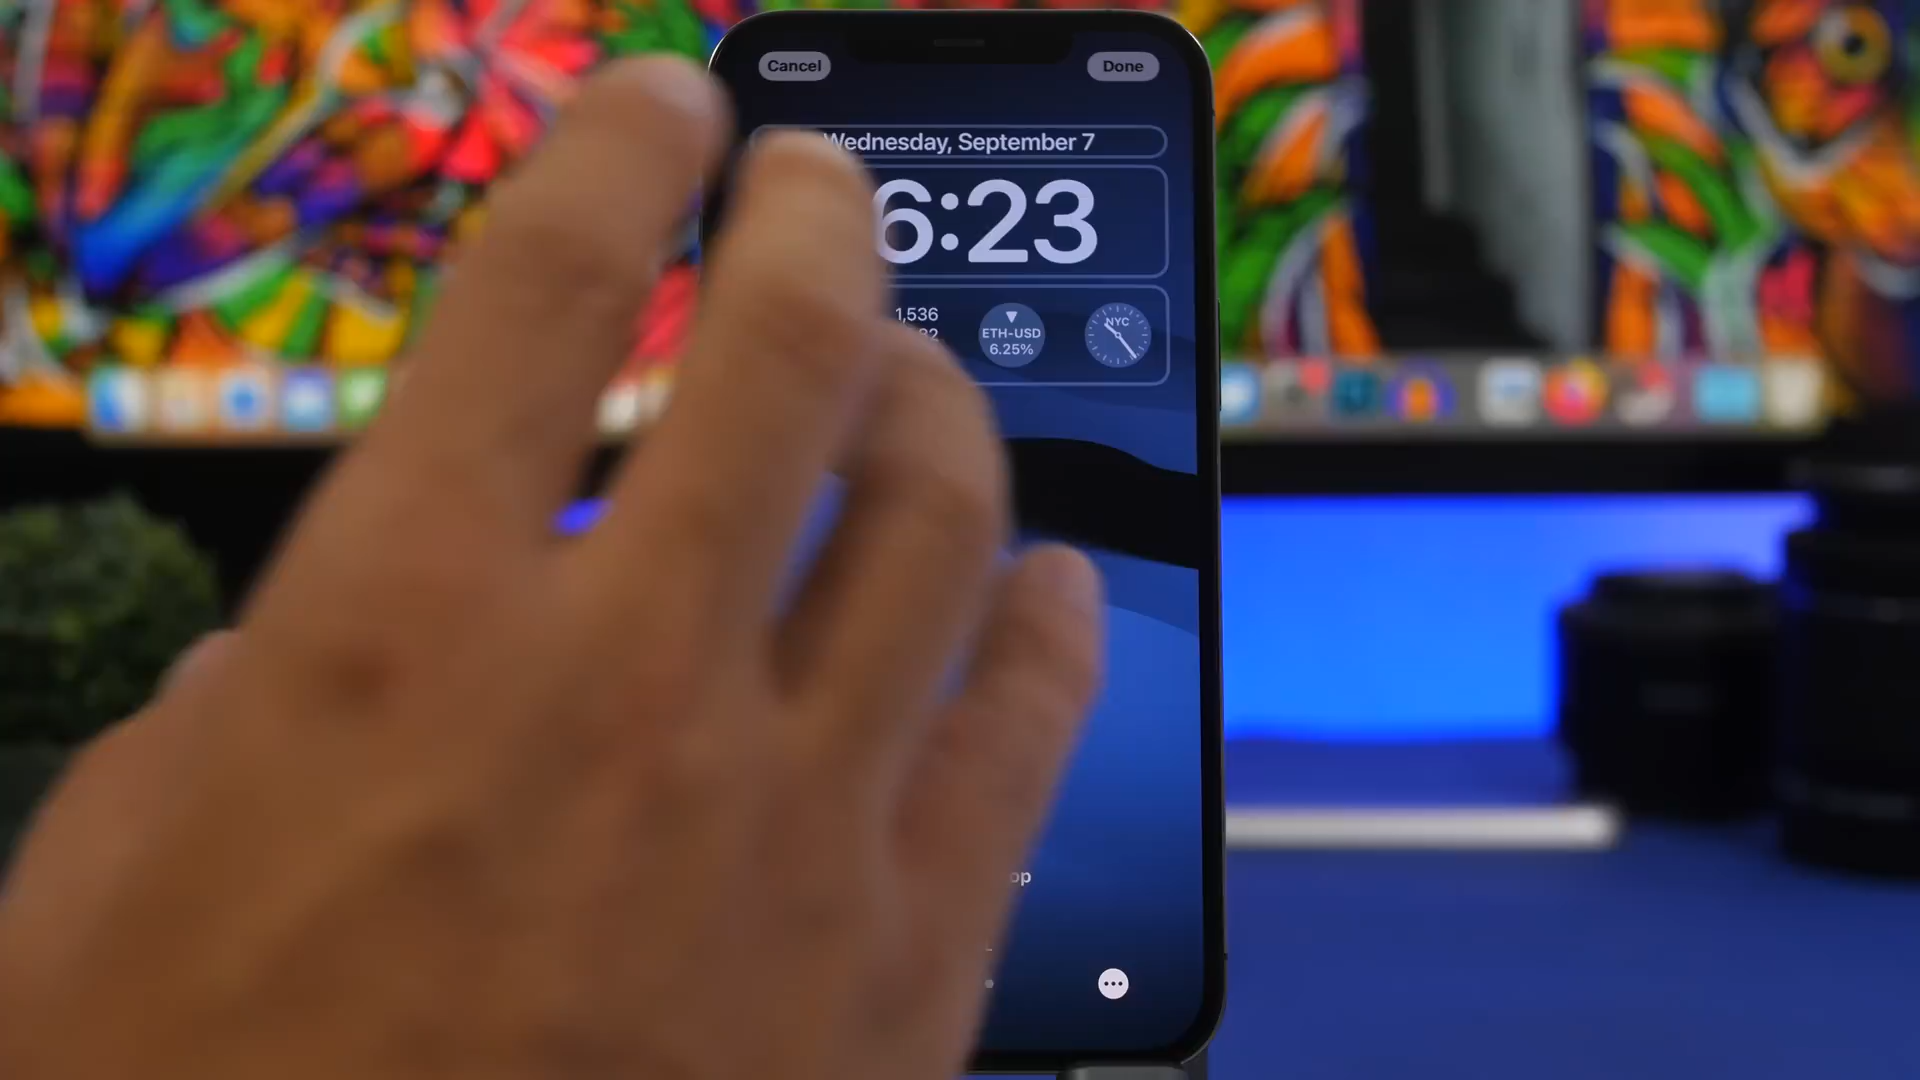 Cancel
Done
Wednesday, September 7
6:23
1,536
ETH-USD
6.25%
NYC